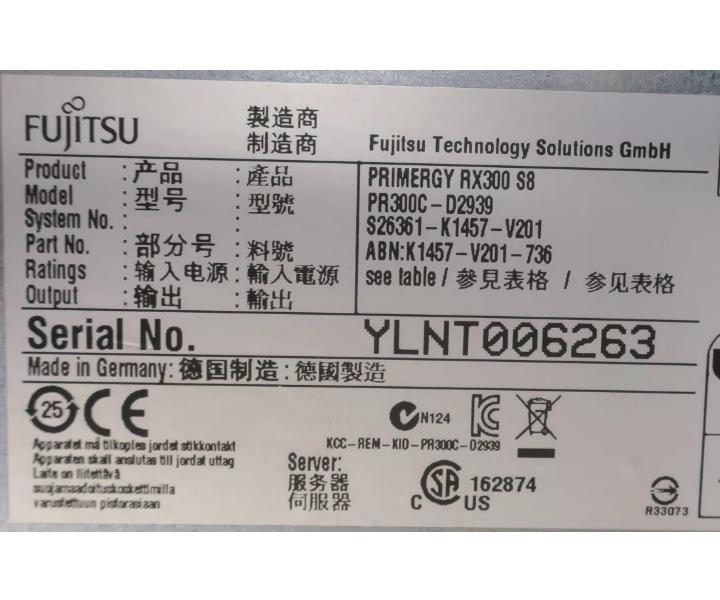 FUJITSU
製造商
制造商
Fujitsu Technology Solutions GmbH
Product : 产品 : 產品 PRIMERGY RX300 S8
Model : 型号 : 型號 PR300C-D2939
System No. : : S26361-K1457-V201
Part No. : 部分号 : 料號 ABN:K1457-V201-736
Ratings : 输入电源 : 輸入電源 see table / 參見表格 / 参见表格
Output : 输出 : 輸出
Serial No. YLNT006263
Made in Germany: 德国制造 : 德國製造
25 CE
N124
KCC-REM-KID-PR300C-D2939
Apparatet må tilkoples jordet stikkontakt
Apparaten skall anslutas till jordat uttag
Laite on liitettävä
suojamaadoituskoskettimilla
varustettuun pistorasiaan
Server:
服务器
伺服器
C SA US 162874
R33073